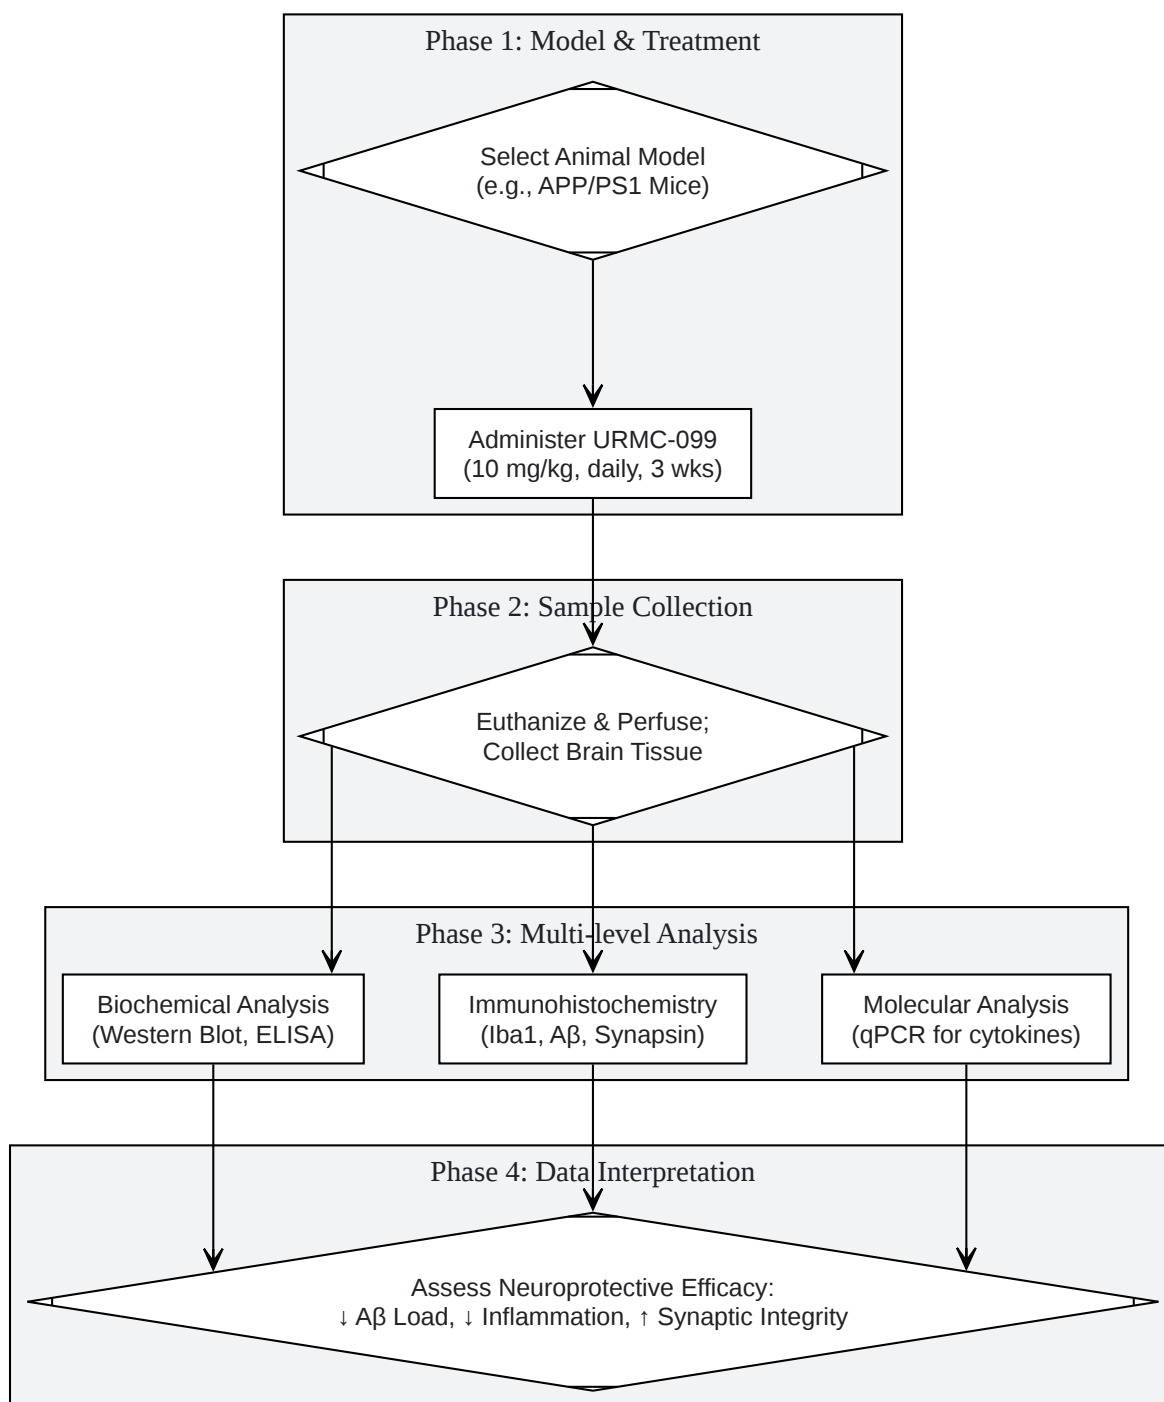 Phase 1: Model & Treatment
Select Animal Model
(e.g., APP/PS1 Mice)
Administer URMC-099
(10 mg/kg, daily, 3 wks)
Phase 2: Sample Collection
Euthanize & Perfuse;
Collect Brain Tissue
Phase 3: Multi-level Analysis
Biochemical Analysis
(Western Blot, ELISA)
Immunohistochemistry
(Iba1, Aβ, Synapsin)
Molecular Analysis
(qPCR for cytokines)
Phase 4: Data Interpretation
Assess Neuroprotective Efficacy:
↓ Aβ Load, ↓ Inflammation, ↑ Synaptic Integrity